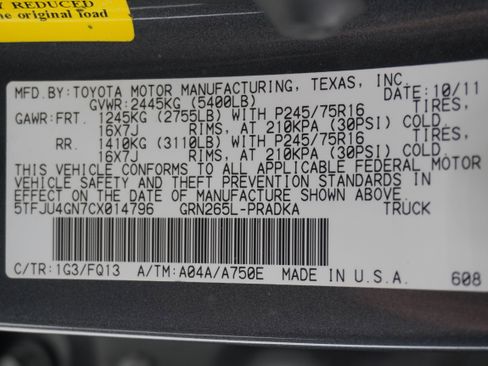 Y REDUCED
e original load
MFD.BY: TOYOTA MOTOR MANUFACTURING, TEXAS, INC.
GVWR: 2445KG (5400LB) DATE: 10/11
GAWR: FRT. 1245KG (2755LB) WITH P245/75R16 TIRES,
16X7J RIMS, AT 210KPA (30PSI) COLD.
RR. 1410KG (3110LB) WITH P245/75R16 TIRES,
16X7J RIMS, AT 210KPA (30PSI) COLD.
THIS VEHICLE CONFORMS TO ALL APPLICABLE FEDERAL MOTOR
VEHICLE SAFETY AND THEFT PREVENTION STANDARDS IN
EFFECT ON THE DATE OF MANUFACTURE SHOWN ABOVE.
5TFJU4GN7CX014796 GRN265L-PRADKA TRUCK
C/TR: 1G3/FQ13 A/TM: A04A/A750E MADE IN U.S.A. 608